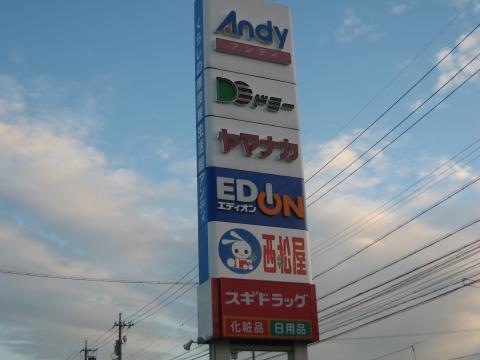 Andy
アンディ
ドミー
ヤマナカ
EDION
エディオン
西松屋
スギドラッグ
化粧品 日用品